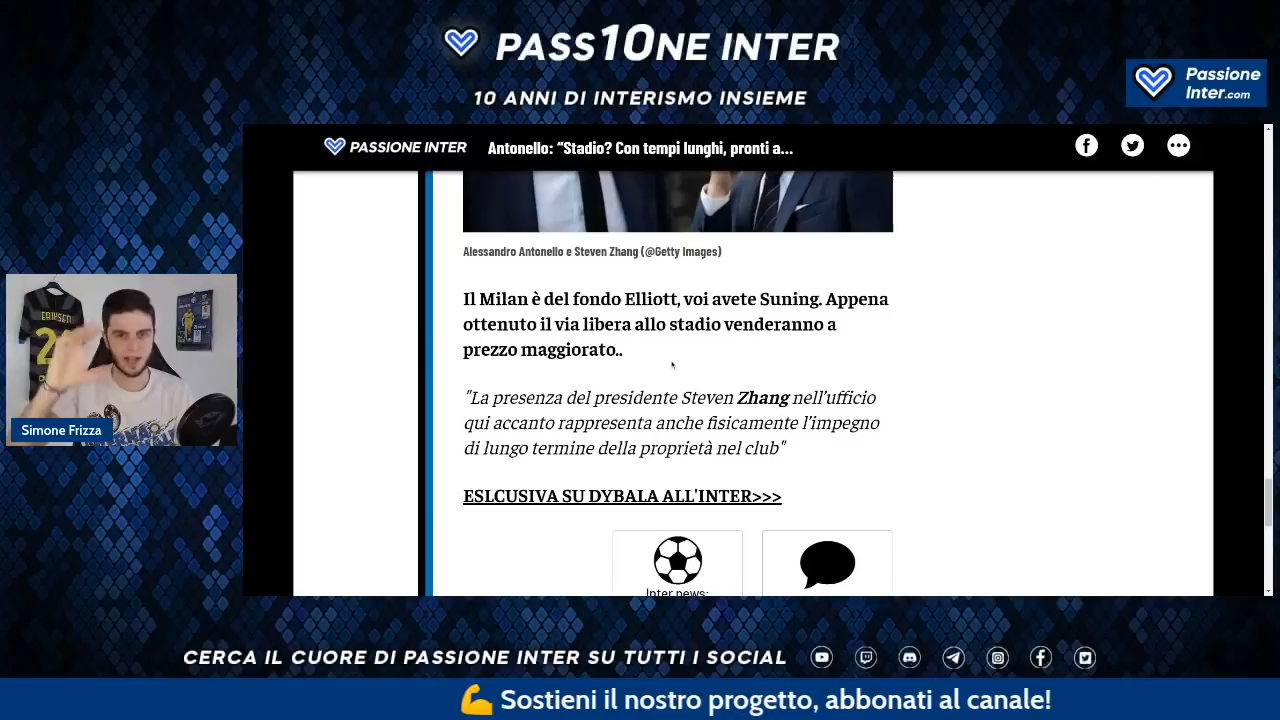 PASS10NE INTER
10 ANNI DI INTERISMO INSIEME
Passione
Inter.com
PASSIONE INTER
Antonello: “Stadio? Con tempi lunghi, pronti a...
Alessandro Antonello e Steven Zhang (@Getty Images)
Il Milan è del fondo Elliott, voi avete Suning. Appena
ottenuto il via libera allo stadio venderanno a
prezzo maggiorato..
"La presenza del presidente Steven Zhang nell’ufficio
qui accanto rappresenta anche fisicamente l’impegno
di lungo termine della proprietà nel club"
ESLCUSIVA SU DYBALA ALL'INTER>>>
Inter news:
ERIKSEN
Simone Frizza
CERCA IL CUORE DI PASSIONE INTER SU TUTTI I SOCIAL
💪 Sostieni il nostro progetto, abbonati al canale!